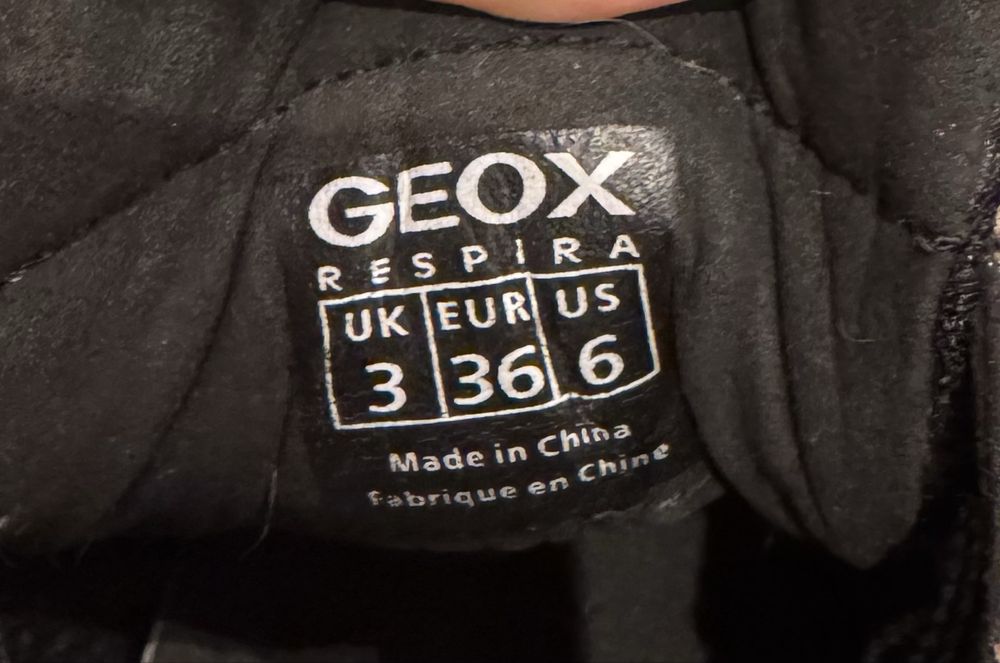 GEOX
RESPIRA
UK EUR US
3 36 6
Made in China
Fabrique en Chine